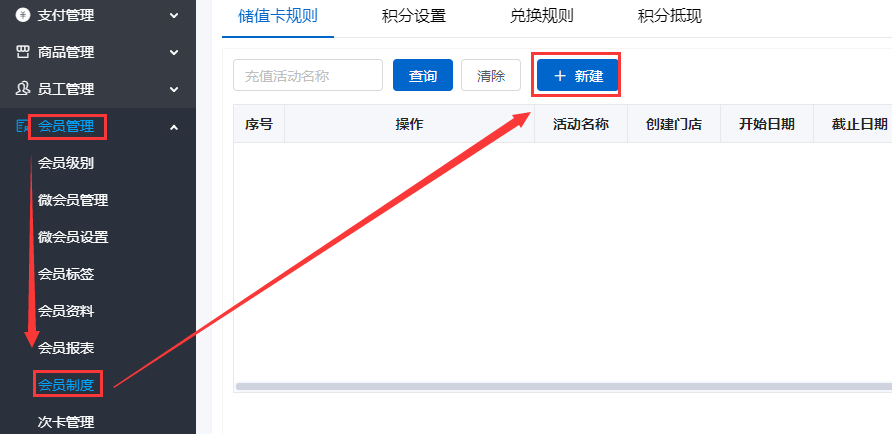 支付管理
商品管理
员工管理
会员管理
会员级别
微会员管理
微会员设置
会员标签
会员资料
会员报表
会员制度
次卡管理
储值卡规则 积分设置 兑换规则 积分抵现
充值活动名称 查询 清除 + 新建
序号 操作 活动名称 创建门店 开始日期 截止日期